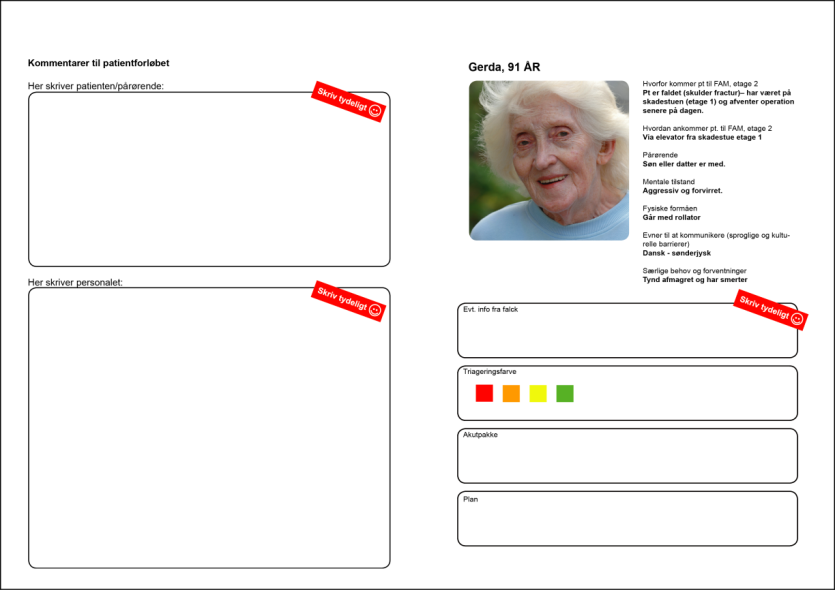 Kommentarer til patientforløbet
Her skriver patienten/pårørende:
Skriv tydeligt
Her skriver personalet:
Skriv tydeligt
Gerda, 91 ÅR
Hvorfor kommer pt til FAM, etage 2
Pt er faldet (skulder fractur)– har været på
skadestuen (etage 1) og afventer operation
senere på dagen.
Hvordan ankommer pt. til FAM, etage 2
Via elevator fra skadestue etage 1
Pårørende
Søn eller datter er med.
Mentale tilstand
Aggressiv og forvirret.
Fysiske formåen
Går med rollator
Evner til at kommunikere (sproglige og kultu-
relle barrierer)
Dansk - sønderjysk
Særlige behov og forventninger
Tynd afmagret og har smerter
Skriv tydeligt
Evt. info fra falck
Triageringsfarve
Akutpakke
Plan